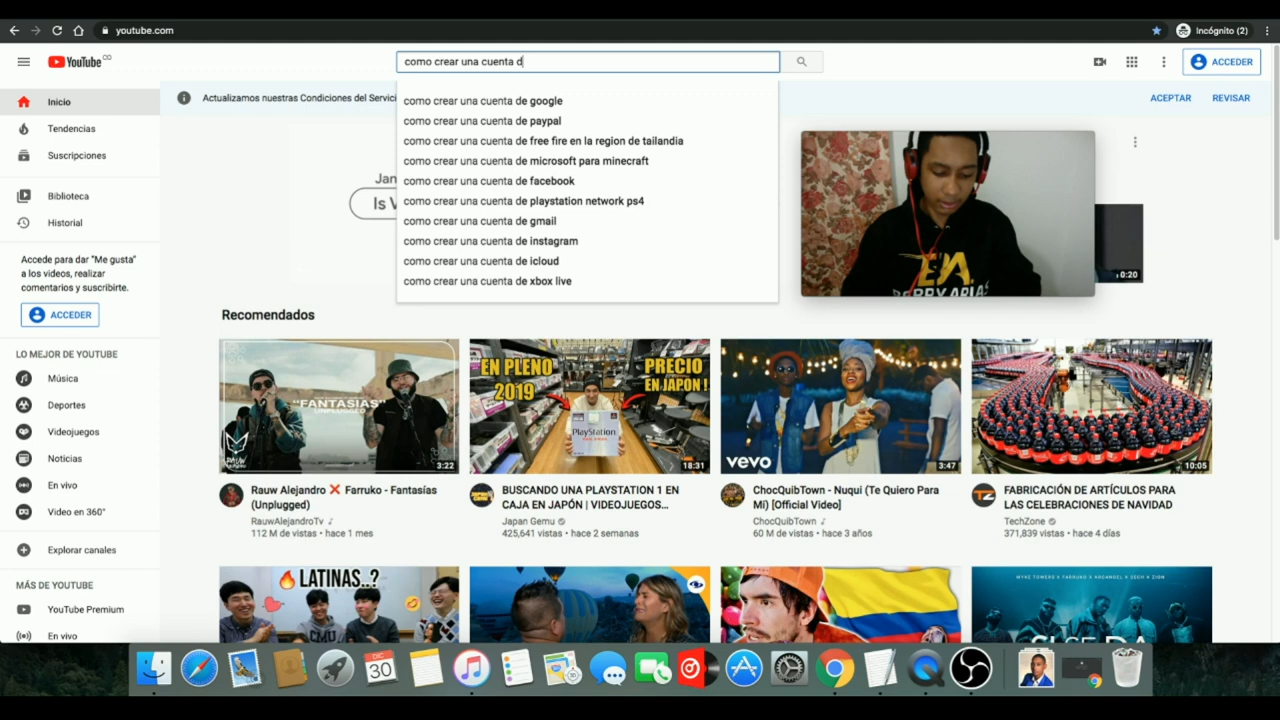 youtube.com
Incógnito (2)
YouTube CO
como crear una cuenta d
ACCEDER
Inicio
Tendencias
Suscripciones
Biblioteca
Historial
Accede para dar “Me gusta”
a los videos, realizar
comentarios y suscribirte.
ACCEDER
LO MEJOR DE YOUTUBE
Música
Deportes
Videojuegos
Noticias
En vivo
Video en 360°
Explorar canales
MÁS DE YOUTUBE
YouTube Premium
En vivo
Actualizamos nuestras Condiciones del Servici
ACEPTAR
REVISAR
como crear una cuenta de google
como crear una cuenta de paypal
como crear una cuenta de free fire en la region de tailandia
como crear una cuenta de microsoft para minecraft
como crear una cuenta de facebook
como crear una cuenta de playstation network ps4
como crear una cuenta de gmail
como crear una cuenta de instagram
como crear una cuenta de icloud
como crear una cuenta de xbox live
Jan
Is V
0:20
Recomendados
“FANTASIAS”
UNPLUGGED
3:22
Rauw Alejandro ❌ Farruko - Fantasías
(Unplugged)
RauwAlejandroTv
112 M de vistas • hace 1 mes
EN PLENO
2019
PRECIO
EN JAPÓN !
PlayStation
18:31
BUSCANDO UNA PLAYSTATION 1 EN
CAJA EN JAPÓN | VIDEOJUEGOS...
Japan Gemu
425,641 vistas • hace 2 semanas
vevo
3:47
ChocQuibTown - Nuqui (Te Quiero Para
Mi) [Official Video]
ChocQuibTown
60 M de vistas • hace 3 años
10:05
TZ
FABRICACIÓN DE ARTÍCULOS PARA
LAS CELEBRACIONES DE NAVIDAD
TechZone
371,839 vistas • hace 4 días
LATINAS..?
CMU
DIC
30